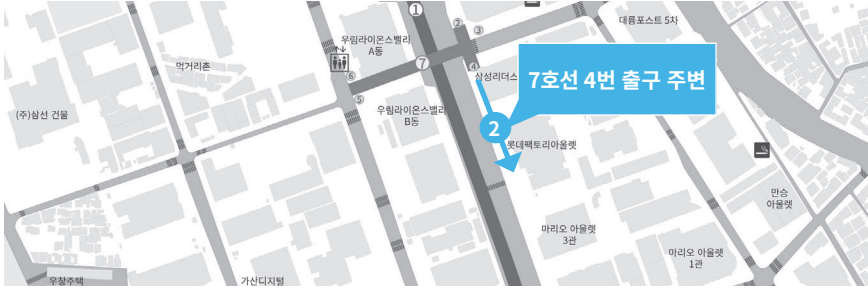 ①
②
③
대륭포스트 5차
우림라이온스밸리
A동
먹거리촌
⑦
④
⑥
삼성리더스
7호선 4번 출구 주변
⑤
(주)삼선 건물
우림라이온스밸리
B동
2
롯데팩토리아울렛
만승
아울렛
마리오 아울렛
3관
마리오 아울렛
1관
우창주택
가산디지털